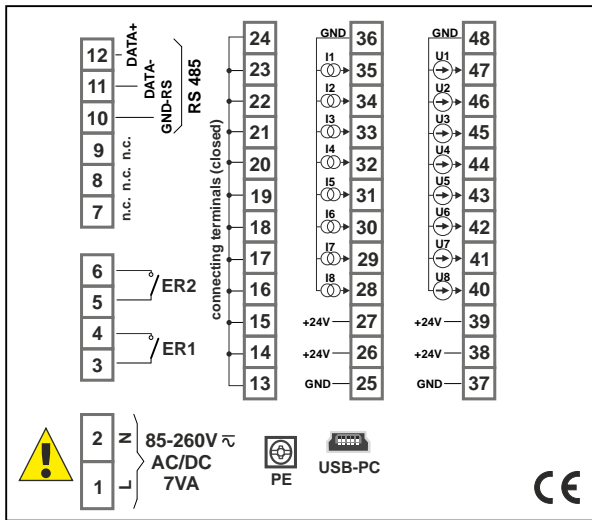 12
DATA+
11
DATA-
10
GND-RS
RS 485
9
n.c.
8
n.c.
7
n.c.
6
5
ER2
4
3
ER1
2
N
1
L
85-260V
AC/DC
7VA
PE
USB-PC
connecting terminals (closed)
24
23
22
21
20
19
18
17
16
15
14
13
GND 36
I1 35
I2 34
I3 33
I4 32
I5 31
I6 30
I7 29
I8 28
+24V 27
+24V 26
GND 25
GND 48
U1 47
U2 46
U3 45
U4 44
U5 43
U6 42
U7 41
U8 40
+24V 39
+24V 38
GND 37
CE